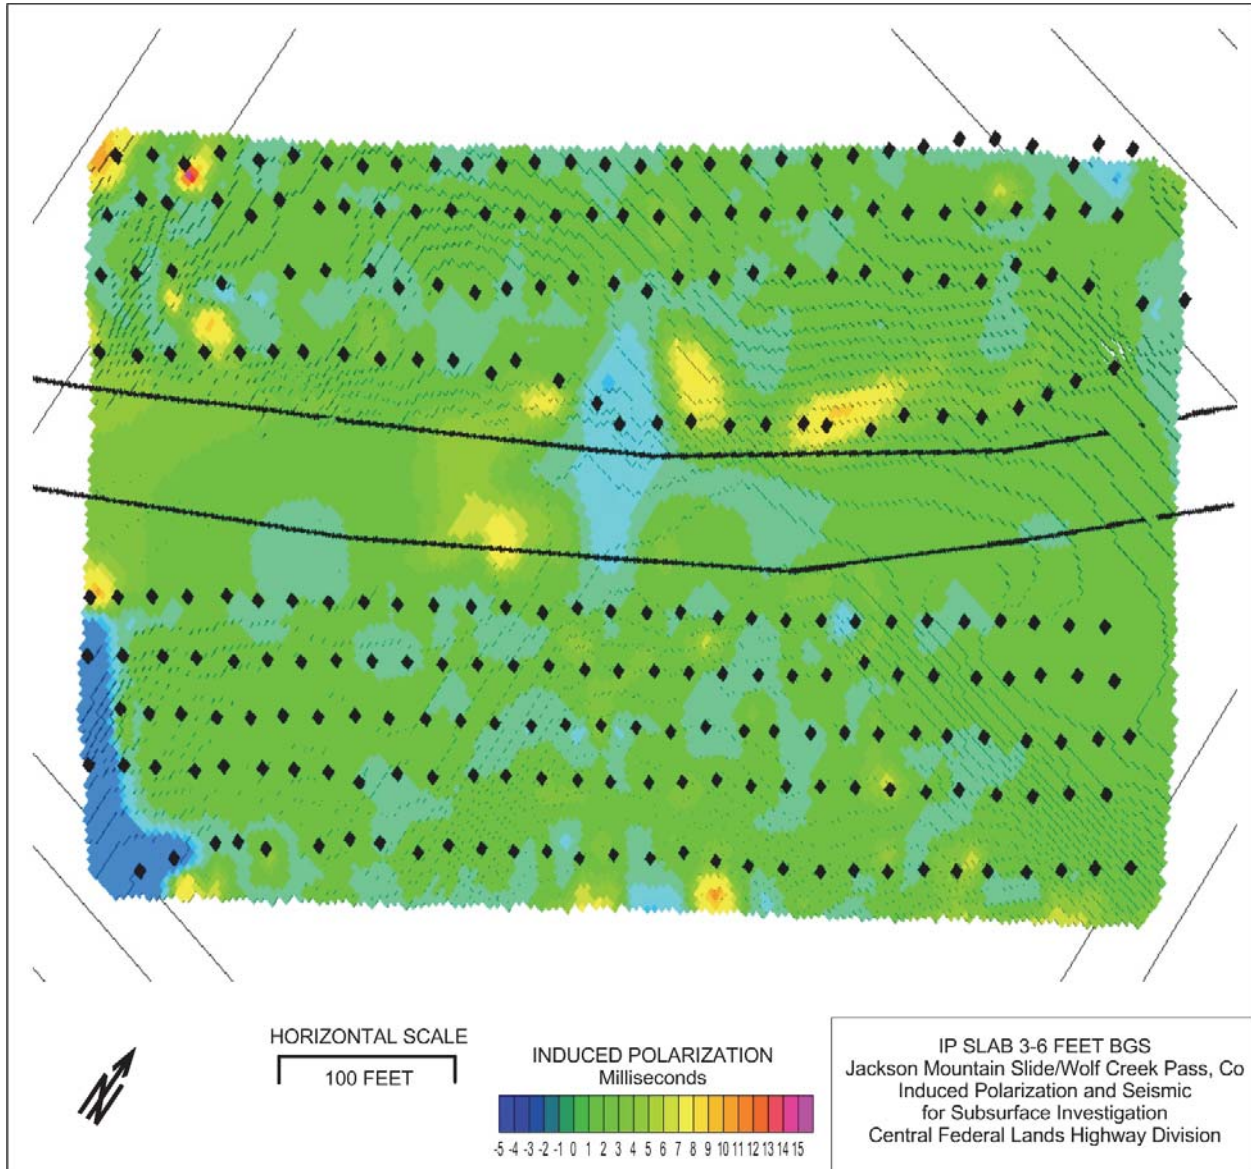 HORIZONTAL SCALE
100 FEET
INDUCED POLARIZATION
Milliseconds
-5 -4 -3 -2 -1 0 1 2 3 4 5 6 7 8 9 10 11 12 13 14 15
IP SLAB 3-6 FEET BGS
Jackson Mountain Slide/Wolf Creek Pass, Co
Induced Polarization and Seismic
for Subsurface Investigation
Central Federal Lands Highway Division
N